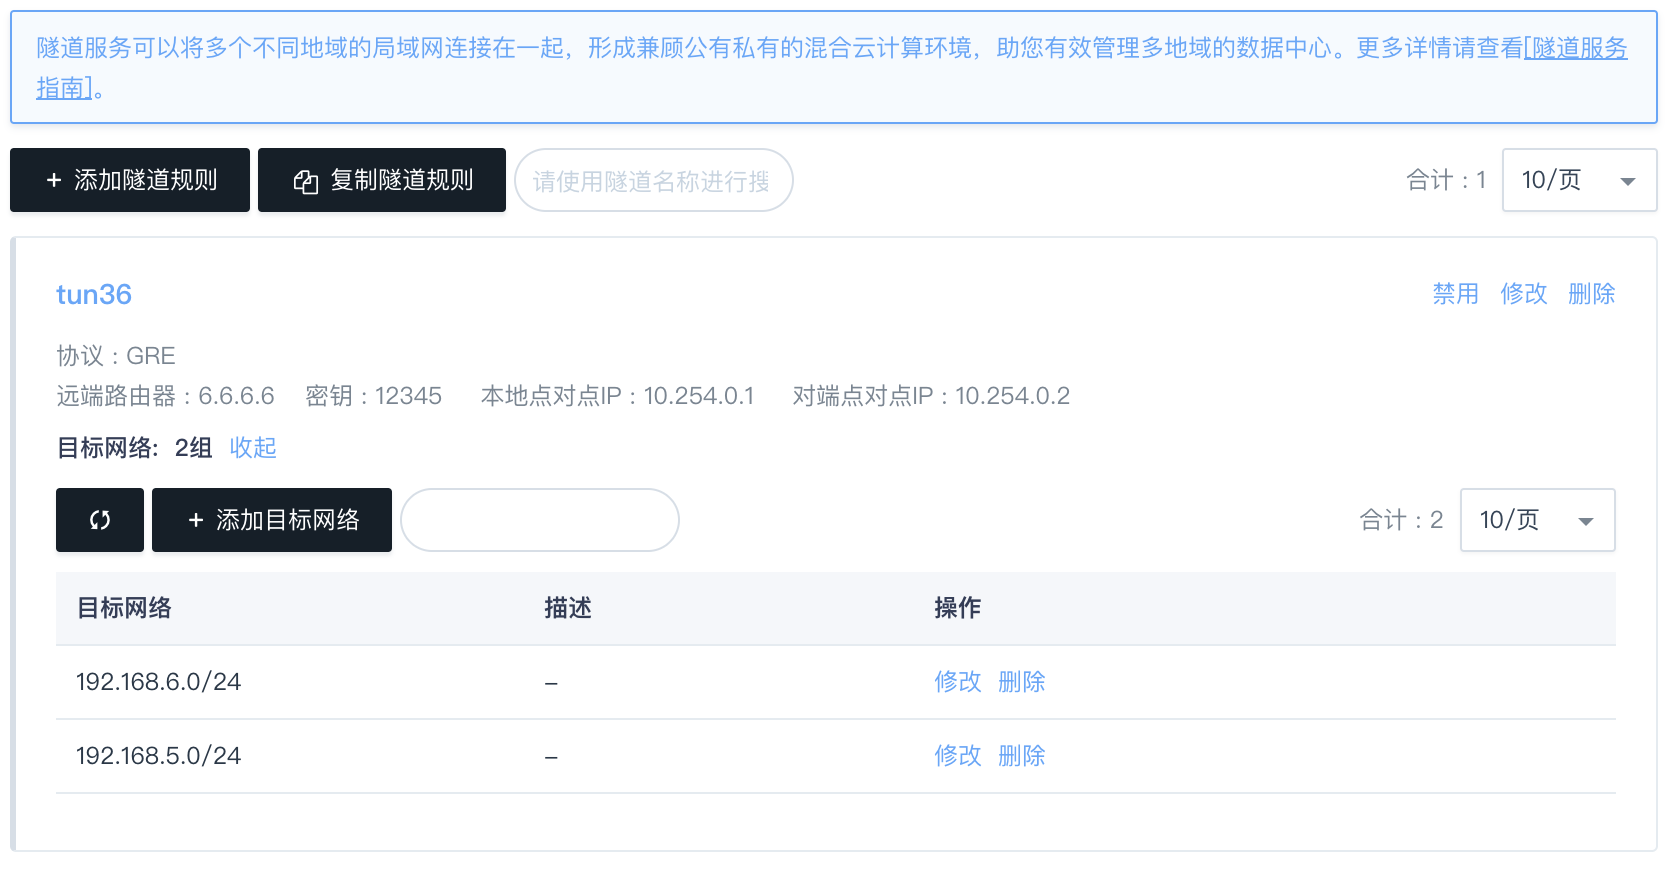 隧道服务可以将多个不同地域的局域网连接在一起，形成兼顾公有私有的混合云计算环境，助您有效管理多地域的数据中心。更多详情请查看[隧道服务
指南]。
+ 添加隧道规则 复制隧道规则 请使用隧道名称进行搜 合计：1 10/页
tun36 禁用 修改 删除
协议：GRE
远端路由器：6.6.6.6 密钥：12345 本地点对点IP：10.254.0.1 对端点对点IP：10.254.0.2
目标网络: 2组 收起
+ 添加目标网络 合计：2 10/页
目标网络 描述 操作
192.168.6.0/24 – 修改 删除
192.168.5.0/24 – 修改 删除